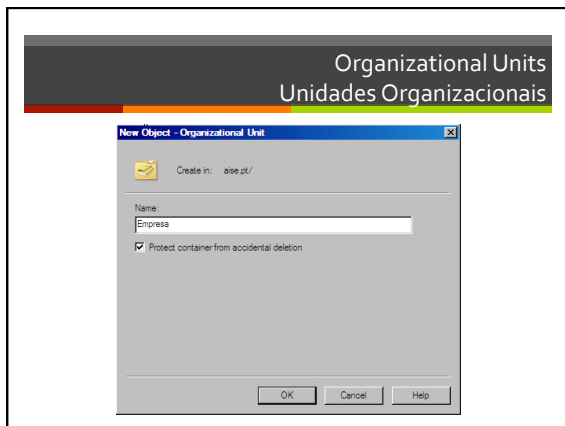 Organizational Units
Unidades Organizacionais
New Object - Organizational Unit
Create in: aise.pt/
Name:
Empresa
Protect container from accidental deletion
OK Cancel Help